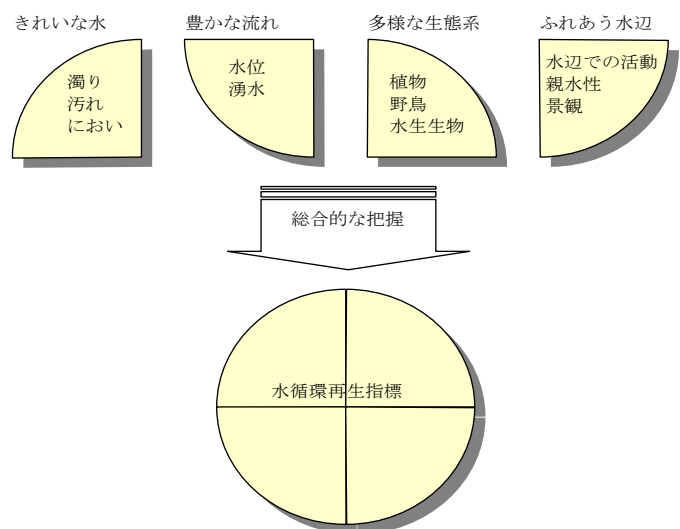 きれいな水
濁り
汚れ
におい
豊かな流れ
水位
湧水
多様な生態系
植物
野鳥
水生生物
ふれあう水辺
水辺での活動
親水性
景観
総合的な把握
水循環再生指標